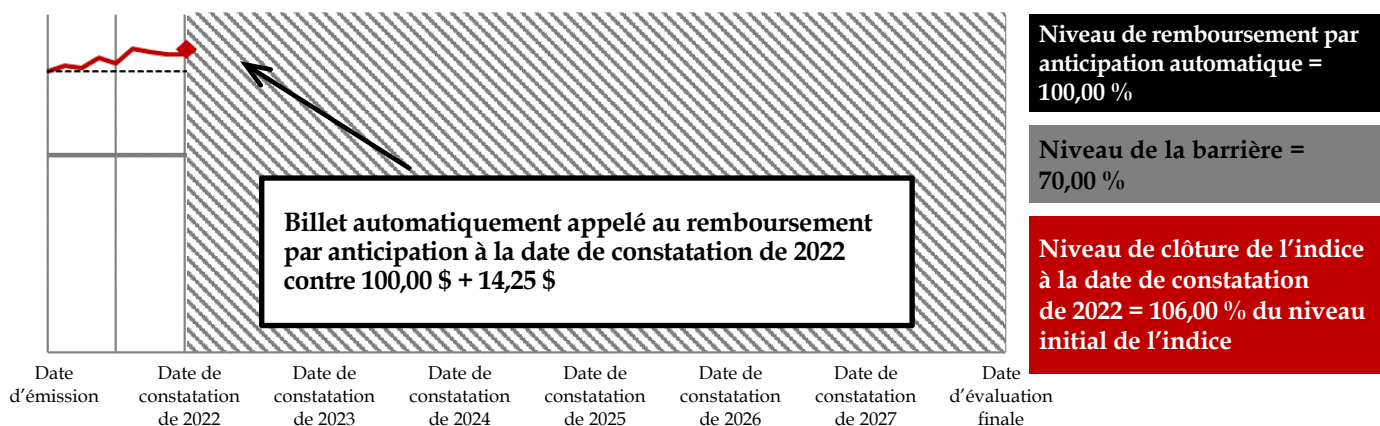 Niveau de remboursement par
anticipation automatique =
100,00 %
Niveau de la barrière =
70,00 %
Billet automatiquement appelé au remboursement
par anticipation à la date de constatation de 2022
contre 100,00 $ + 14,25 $
Niveau de clôture de l’indice
à la date de constatation
de 2022 = 106,00 % du niveau
initial de l’indice
Date
d’émission
Date de
constatation
de 2022
Date de
constatation
de 2023
Date de
constatation
de 2024
Date de
constatation
de 2025
Date de
constatation
de 2026
Date de
constatation
de 2027
Date
d’évaluation
finale